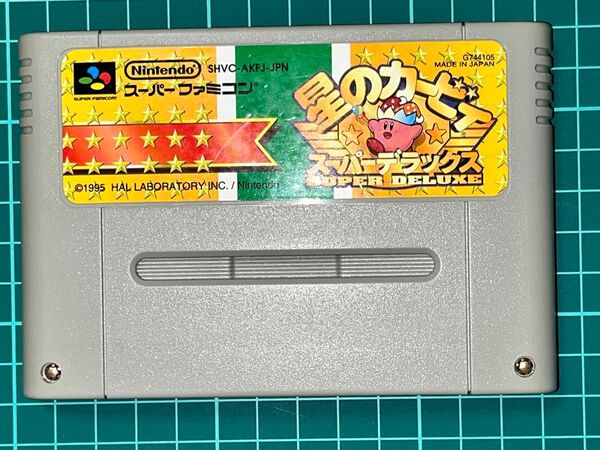 SUPER FAMICOM
Nintendo
SHVC-AKFJ-JPN
スーパーファミコン
G744105
MADE IN JAPAN
星のカービィ
スーパーデラックス
SUPER DELUXE
©1995 HAL LABORATORY INC. / Nintendo